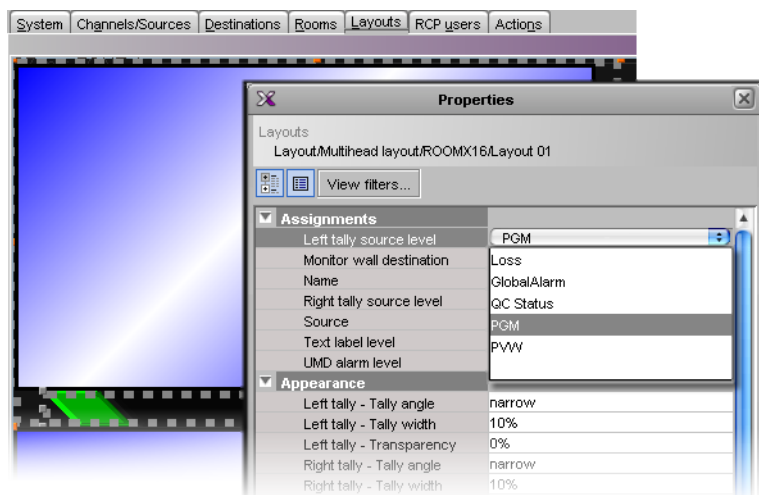 System Channels/Sources Destinations Rooms Layouts RCP users Actions
Properties
Layouts
Layout/Multihead layout/ROOMX16/Layout 01
View filters...
Assignments
Left tally source level PGM
Monitor wall destination Loss
Name GlobalAlarm
Right tally source level QC Status
Source PGM
Text label level PVW
UMD alarm level
Appearance
Left tally - Tally angle narrow
Left tally - Tally width 10%
Left tally - Transparency 0%
Right tally - Tally angle narrow
Right tally - Tally width 10%